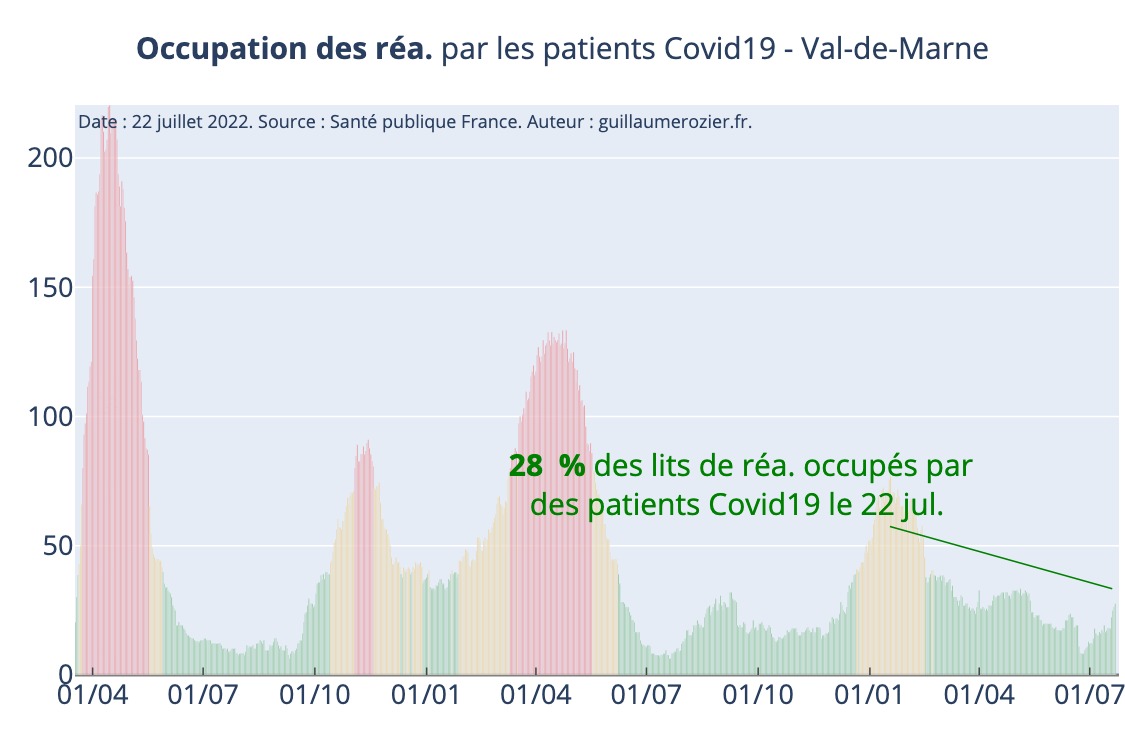 Occupation des réa. par les patients Covid19 - Val-de-Marne
Date : 22 juillet 2022. Source : Santé publique France. Auteur : guillaumerozier.fr.
200
150
100
28 % des lits de réa. occupés par
des patients Covid19 le 22 jul.
50
0
01/04 01/07 01/10 01/01 01/04 01/07 01/10 01/01 01/04 01/07